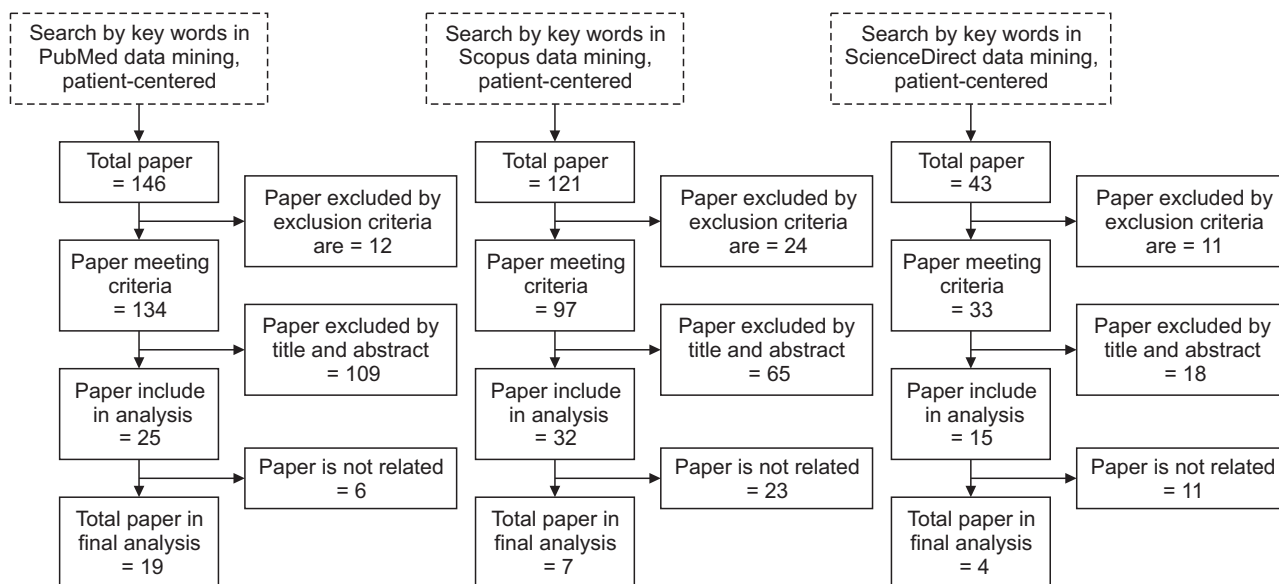 Search by key words in
PubMed data mining,
patient-centered
Total paper
= 146
Paper excluded by
exclusion criteria
are = 12
Paper meeting
criteria
= 134
Paper excluded by
title and abstract
= 109
Paper include
in analysis
= 25
Paper is not related
= 6
Total paper in
final analysis
= 19
Search by key words in
Scopus data mining,
patient-centered
Total paper
= 121
Paper excluded by
exclusion criteria
are = 24
Paper meeting
criteria
= 97
Paper excluded by
title and abstract
= 65
Paper include
in analysis
= 32
Paper is not related
= 23
Total paper in
final analysis
= 7
Search by key words in
ScienceDirect data mining,
patient-centered
Total paper
= 43
Paper excluded by
exclusion criteria
are = 11
Paper meeting
criteria
= 33
Paper excluded by
title and abstract
= 18
Paper include
in analysis
= 15
Paper is not related
= 11
Total paper in
final analysis
= 4